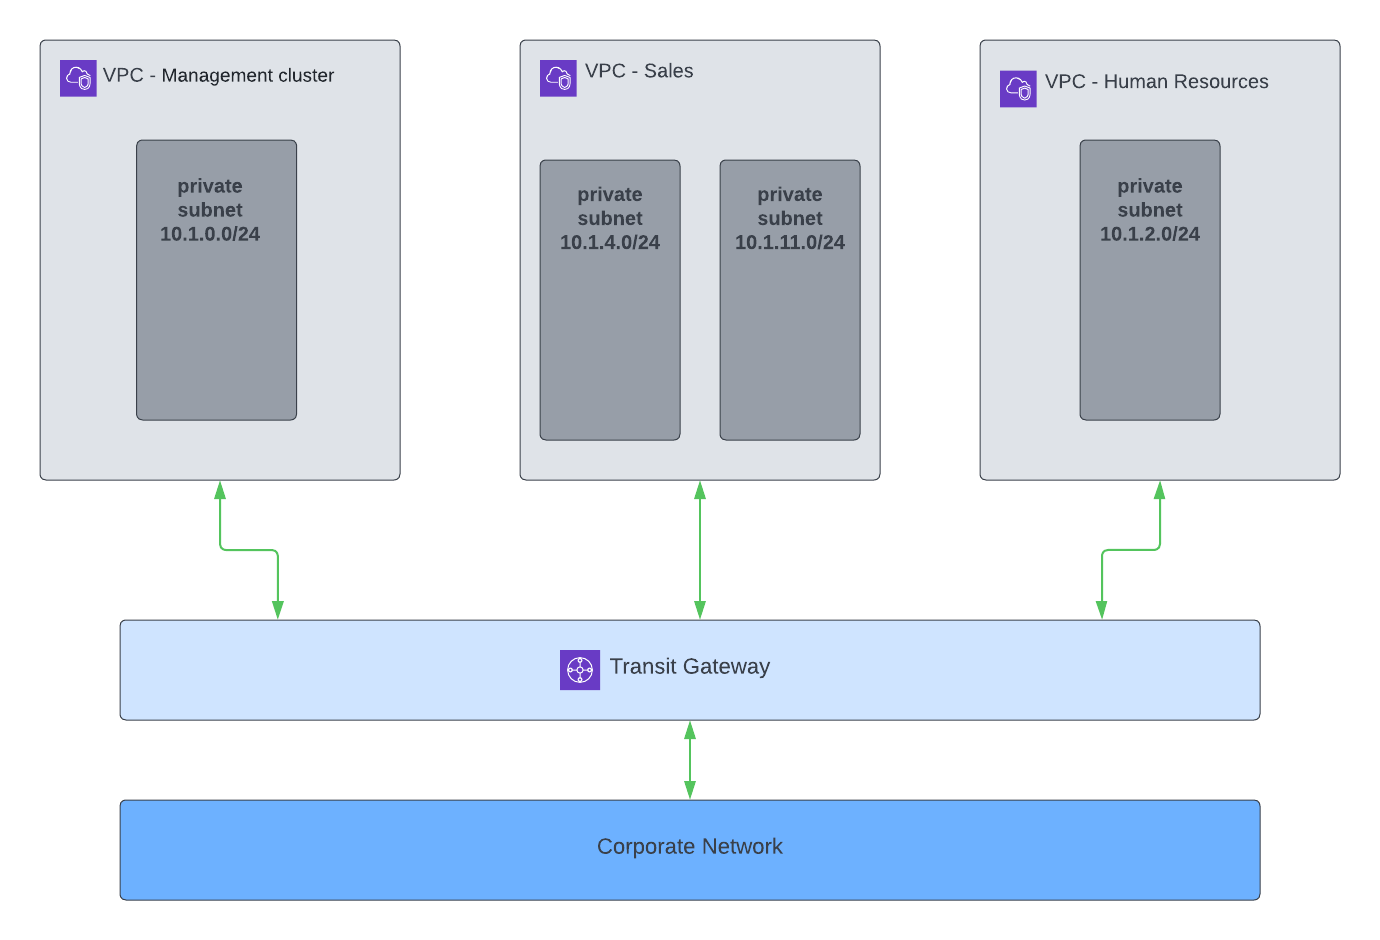 VPC - Management cluster
private
subnet
10.1.0.0/24
VPC - Sales
private
subnet
10.1.4.0/24
private
subnet
10.1.11.0/24
VPC - Human Resources
private
subnet
10.1.2.0/24
Transit Gateway
Corporate Network